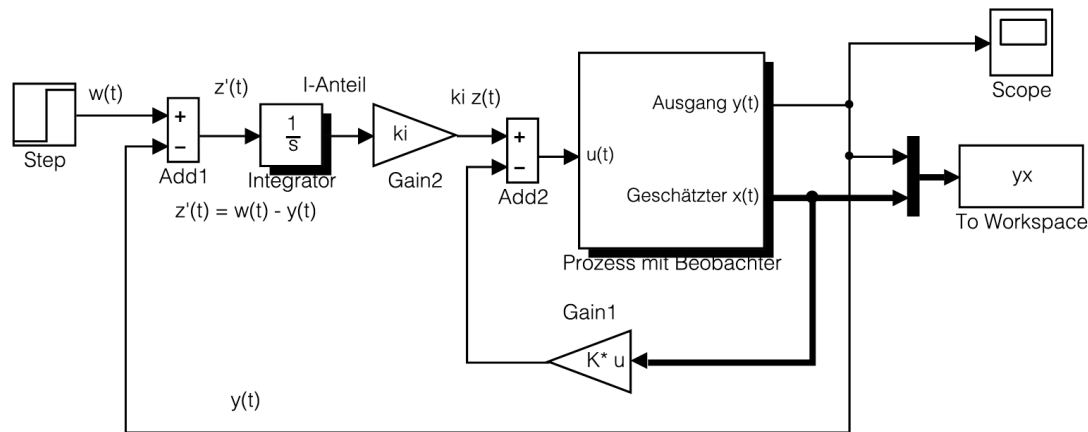 w(t)
Step
+
−
Add1
z'(t)
z'(t) = w(t) - y(t)
I-Anteil
1
s
Integrator
ki
Gain2
ki z(t)
+
−
Add2
u(t)
Ausgang y(t)
Geschätzter x(t)
Prozess mit Beobachter
Scope
yx
To Workspace
Gain1
K* u
y(t)